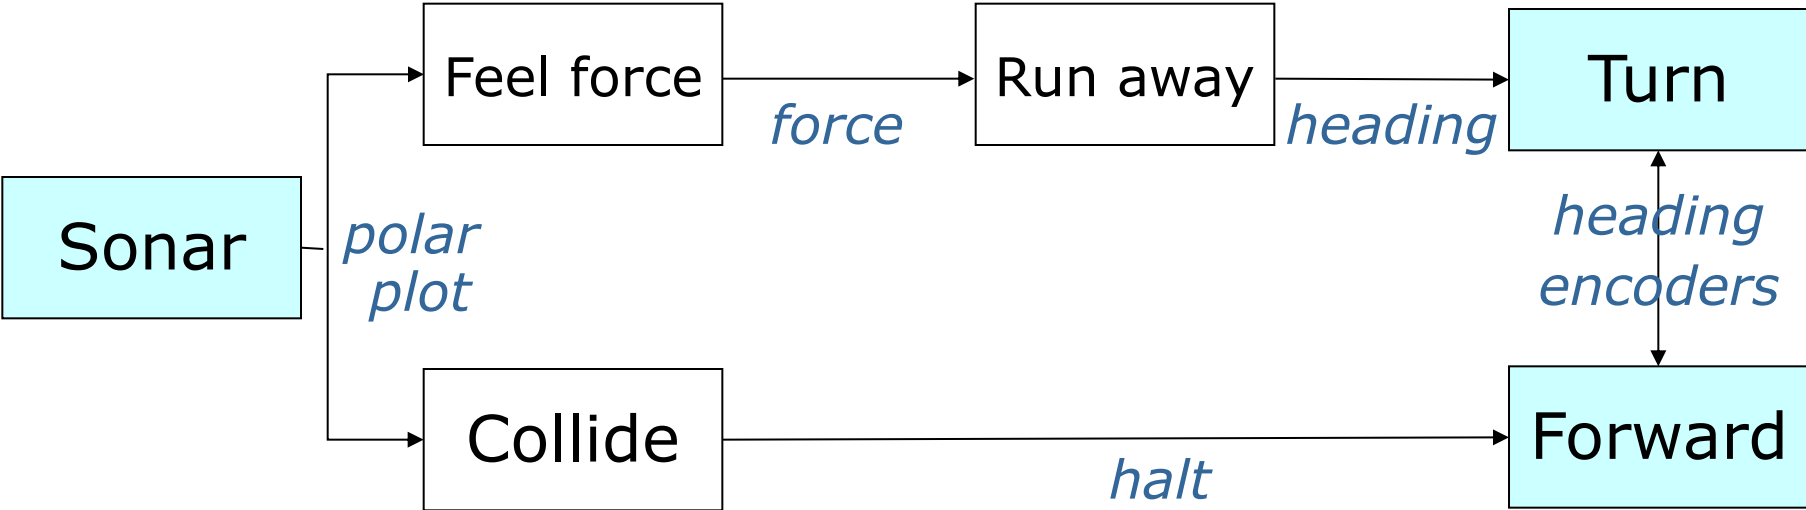 Feel force
force
Run away
heading
Turn
Sonar
polar
plot
heading
encoders
Collide
halt
Forward